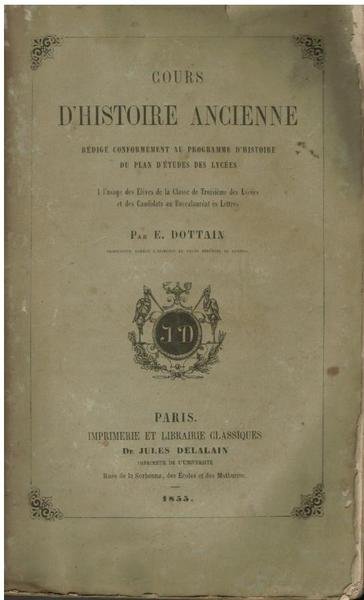 COURS
D'HISTOIRE ANCIENNE
RÉDIGÉ CONFORMÉMENT AU PROGRAMME D'HISTOIRE
DU PLAN D'ÉTUDES DES LYCÉES
A l'usage des Elèves de la Classe de Troisième des Lycées
et des Candidats au Baccalauréat ès Lettres
PAR E. DOTTAIN
JD
PARIS.
IMPRIMERIE ET LIBRAIRIE CLASSIQUES
DE JULES DELALAIN
IMPRIMEUR DE L'UNIVERSITÉ
Rues de la Sorbonne, des Écoles et des Mathurins.
1855.